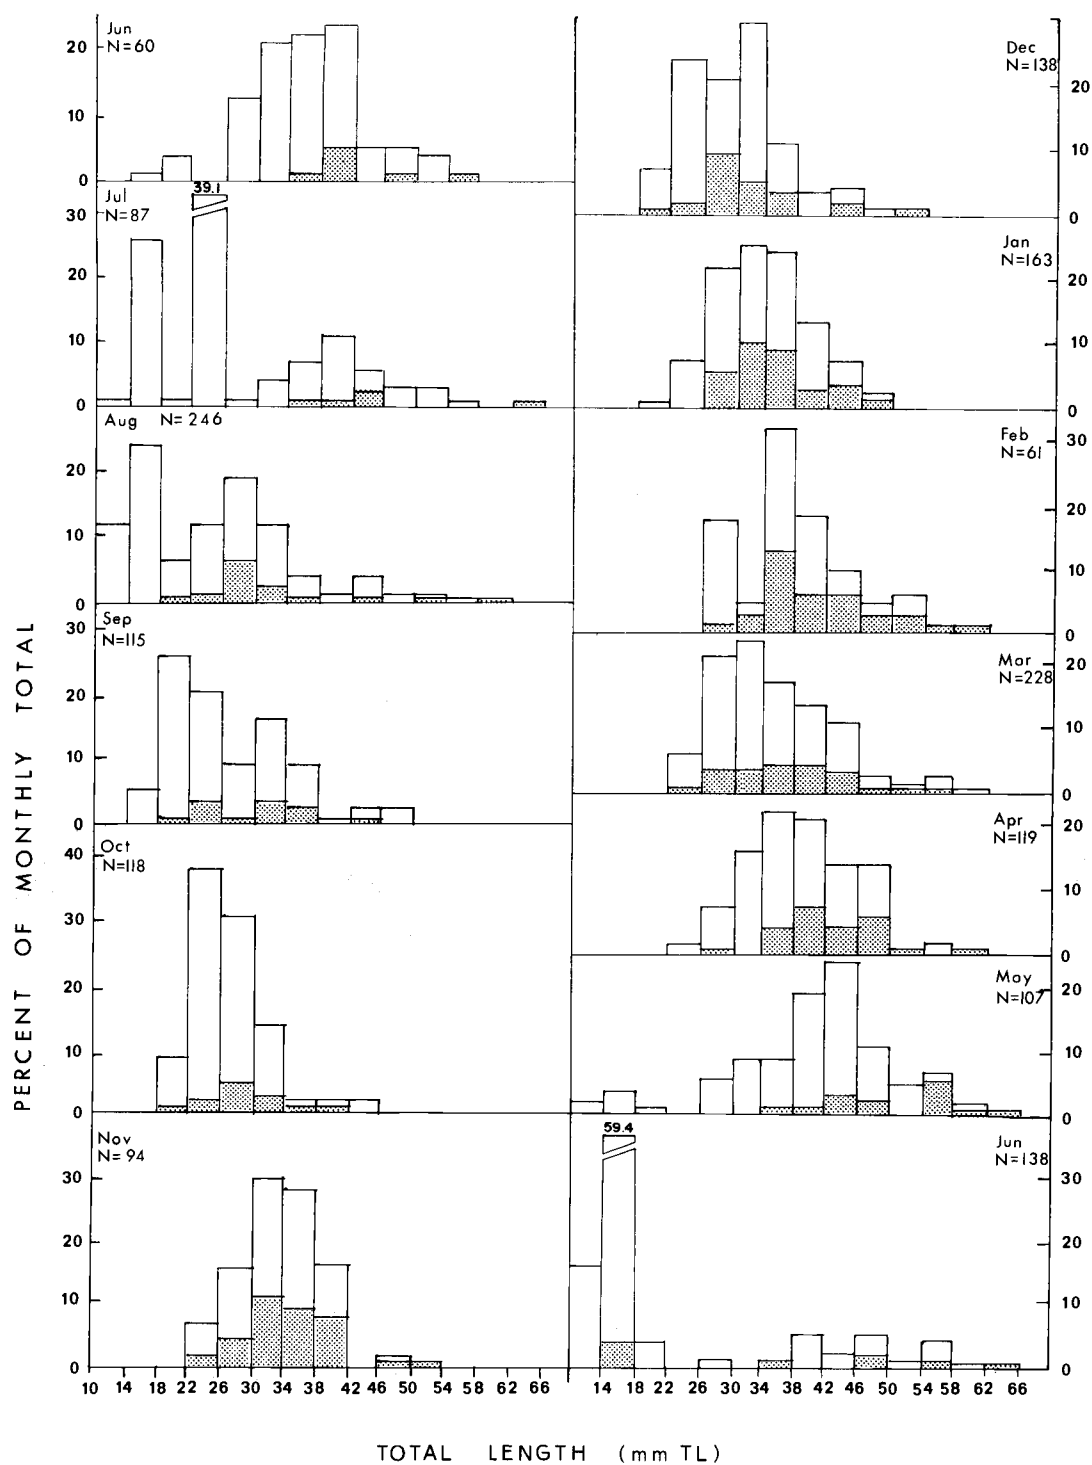 Jun
N=60
20
10
0
39.1
Jul
N=87
30
20
10
0
Aug N=246
20
10
0
Sep
N=115
30
20
10
0
Oct
N=118
40
30
20
10
0
Nov
N=94
30
20
10
0
10 14 18 22 26 30 34 38 42 46 50 54 58 62 66
Dec
N=138
20
10
0
Jan
N=163
20
10
0
Feb
N=61
30
20
10
0
Mar
N=228
20
10
0
Apr
N=119
20
10
0
May
N=107
20
10
0
59.4
Jun
N=138
30
20
10
0
14 18 22 26 30 34 38 42 46 50 54 58 62 66
PERCENT OF MONTHLY TOTAL
TOTAL LENGTH (mm TL)